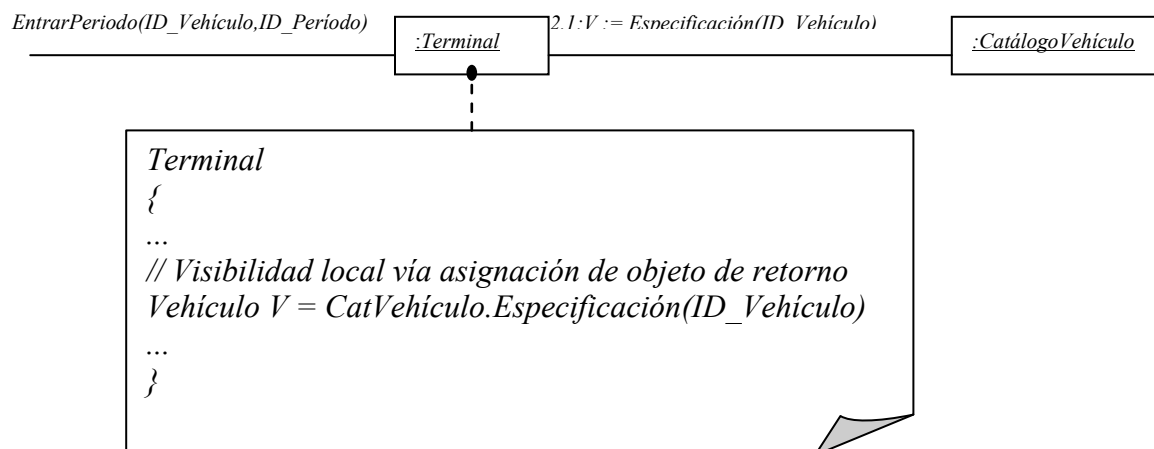 EntrarPeriodo(ID_Vehículo,ID_Período)
:Terminal
2.1:V := Especificación(ID_Vehículo)
:CatálogoVehículo
Terminal
{
...
// Visibilidad local vía asignación de objeto de retorno
Vehículo V = CatVehículo.Especificación(ID_Vehículo)
...
}